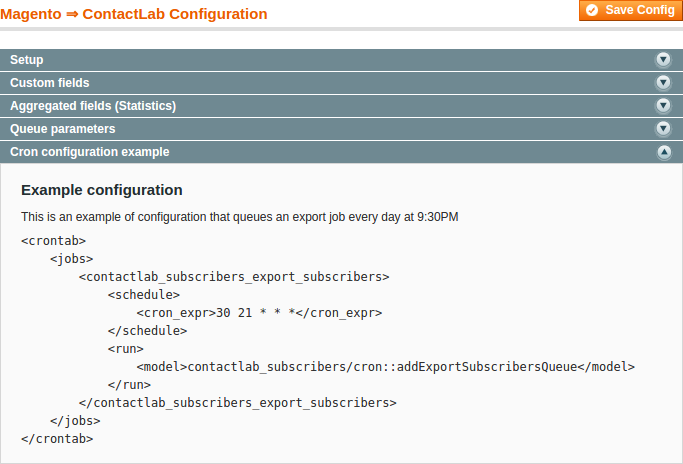 Magento ⇒ ContactLab Configuration
Save Config
Setup
Custom fields
Aggregated fields (Statistics)
Queue parameters
Cron configuration example
Example configuration
This is an example of configuration that queues an export job every day at 9:30PM
<crontab>
    <jobs>
        <contactlab_subscribers_export_subscribers>
            <schedule>
                <cron_expr>30 21 * * *</cron_expr>
            </schedule>
            <run>
                <model>contactlab_subscribers/cron::addExportSubscribersQueue</model>
            </run>
        </contactlab_subscribers_export_subscribers>
    </jobs>
</crontab>